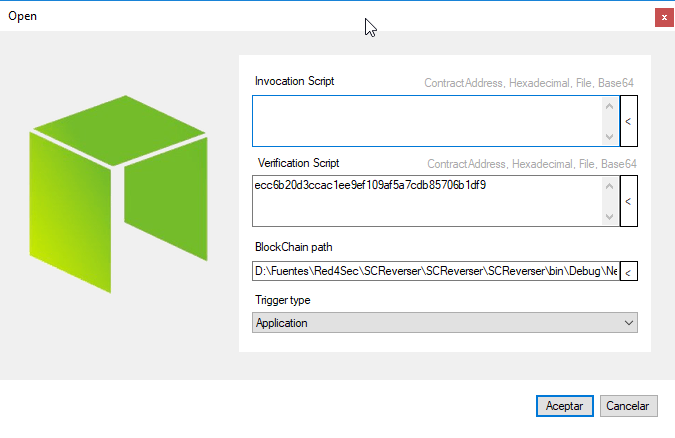 Open
x
Invocation Script
ContractAddress, Hexadecimal, File, Base64
<
Verification Script
ContractAddress, Hexadecimal, File, Base64
ecc6b20d3ccac1ee9ef109af5a7cdb85706b1df9
<
BlockChain path
D:\Fuentes\Red4Sec\SCReverser\SCReverser\SCReverser\bin\Debug\Ne
<
Trigger type
Application
Aceptar
Cancelar